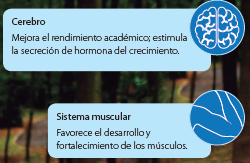 Cerebro
Mejora el rendimiento académico; estimula
la secreción de hormona del crecimiento.
Sistema muscular
Favorece el desarrollo y
fortalecimiento de los músculos.